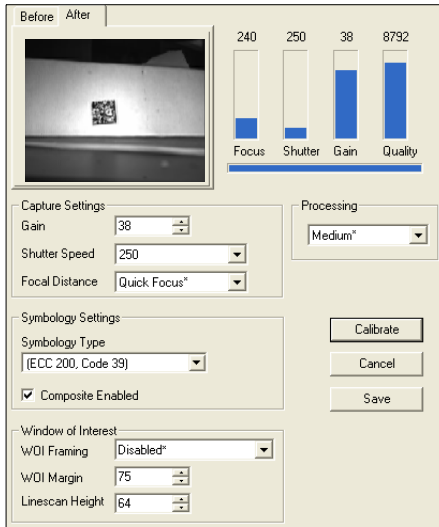 Before After
240 250 38 8792
Focus Shutter Gain Quality
Capture Settings
Gain 38
Shutter Speed 250
Focal Distance Quick Focus*
Processing
Medium*
Symbology Settings
Symbology Type
(ECC 200, Code 39)
Composite Enabled
Calibrate
Cancel
Save
Window of Interest
WOI Framing Disabled*
WOI Margin 75
Linescan Height 64